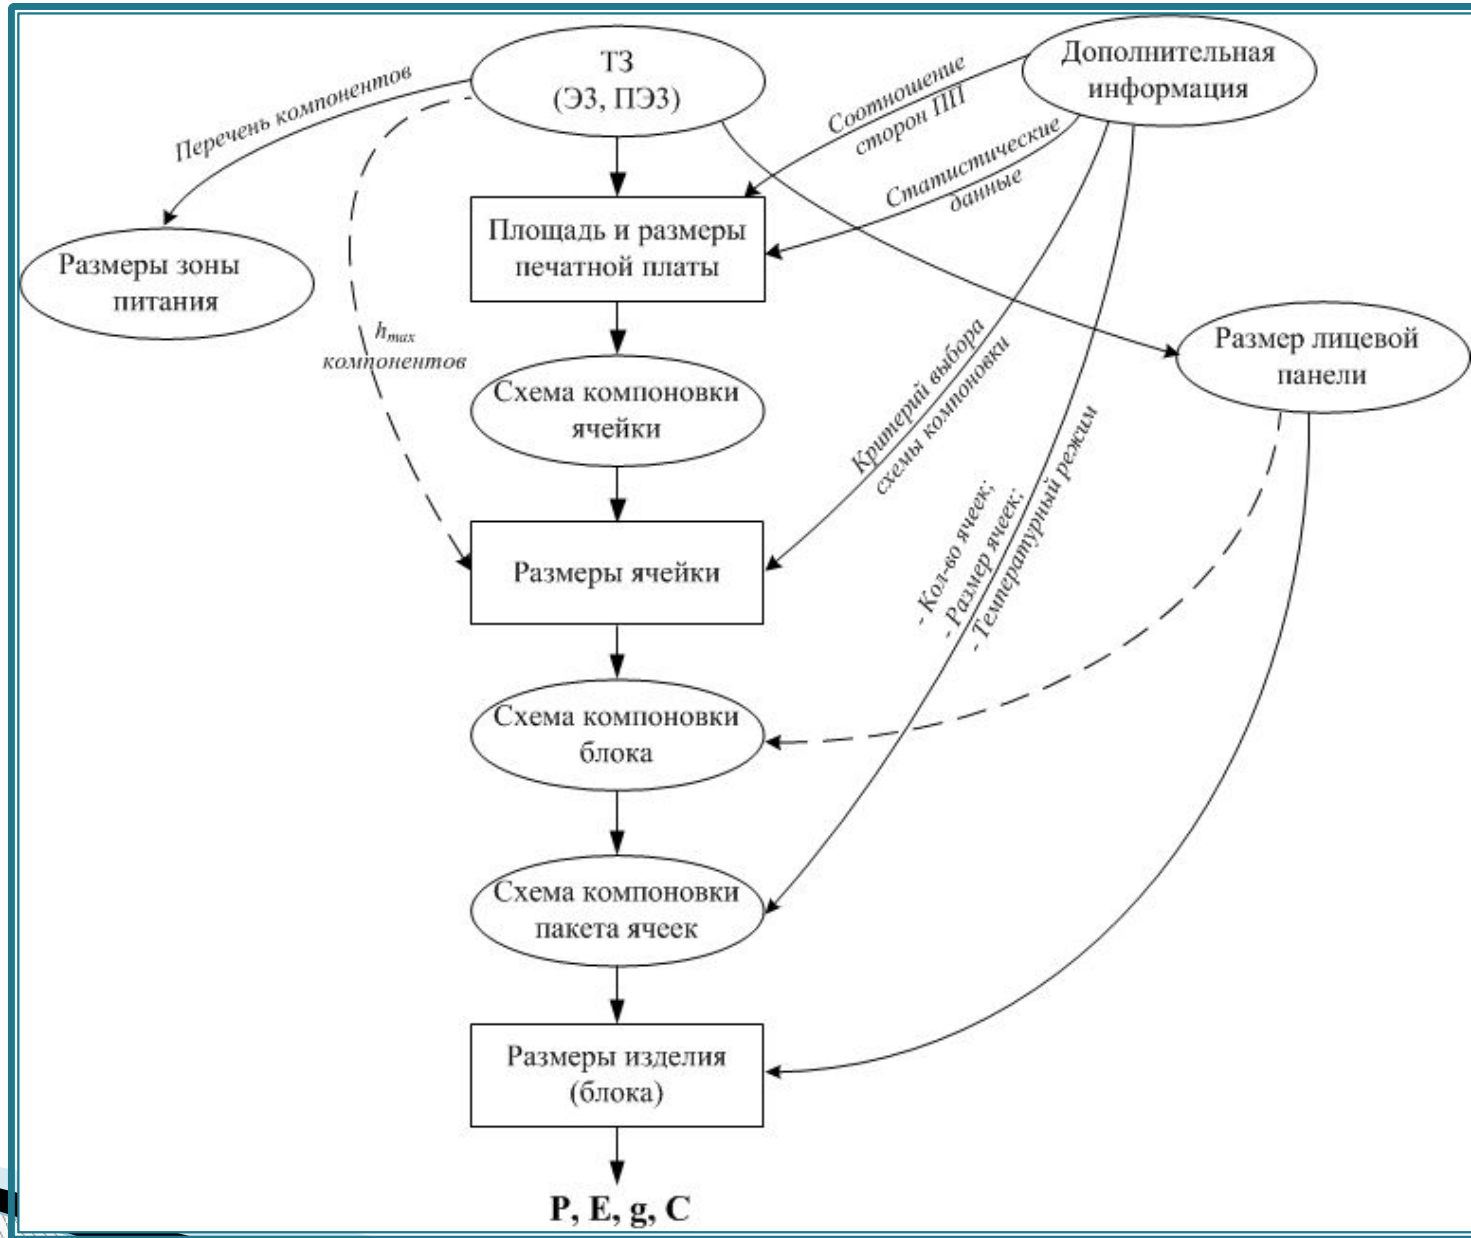 ТЗ
(Э3, ПЭ3)
Дополнительная
информация
Перечень компонентов
Соотношение
сторон ПП
Статистические
данные
Площадь и размеры
печатной платы
Размеры зоны
питания
hmax
компонентов
Размер лицевой
панели
Схема компоновки
ячейки
Критерий выбора
схемы компоновки
- Кол-во ячеек;
- Размер ячеек;
- Температурный режим
Размеры ячейки
Схема компоновки
блока
Схема компоновки
пакета ячеек
Размеры изделия
(блока)
P, E, g, C